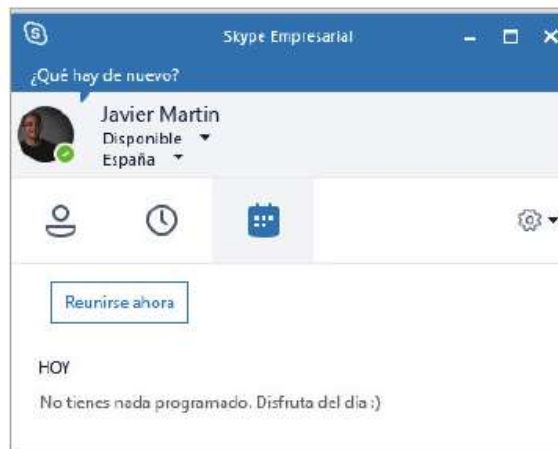 Skype Empresarial
¿Qué hay de nuevo?
Javier Martin
Disponible
España
Reunirse ahora
HOY
No tienes nada programado. Disfruta del día :)